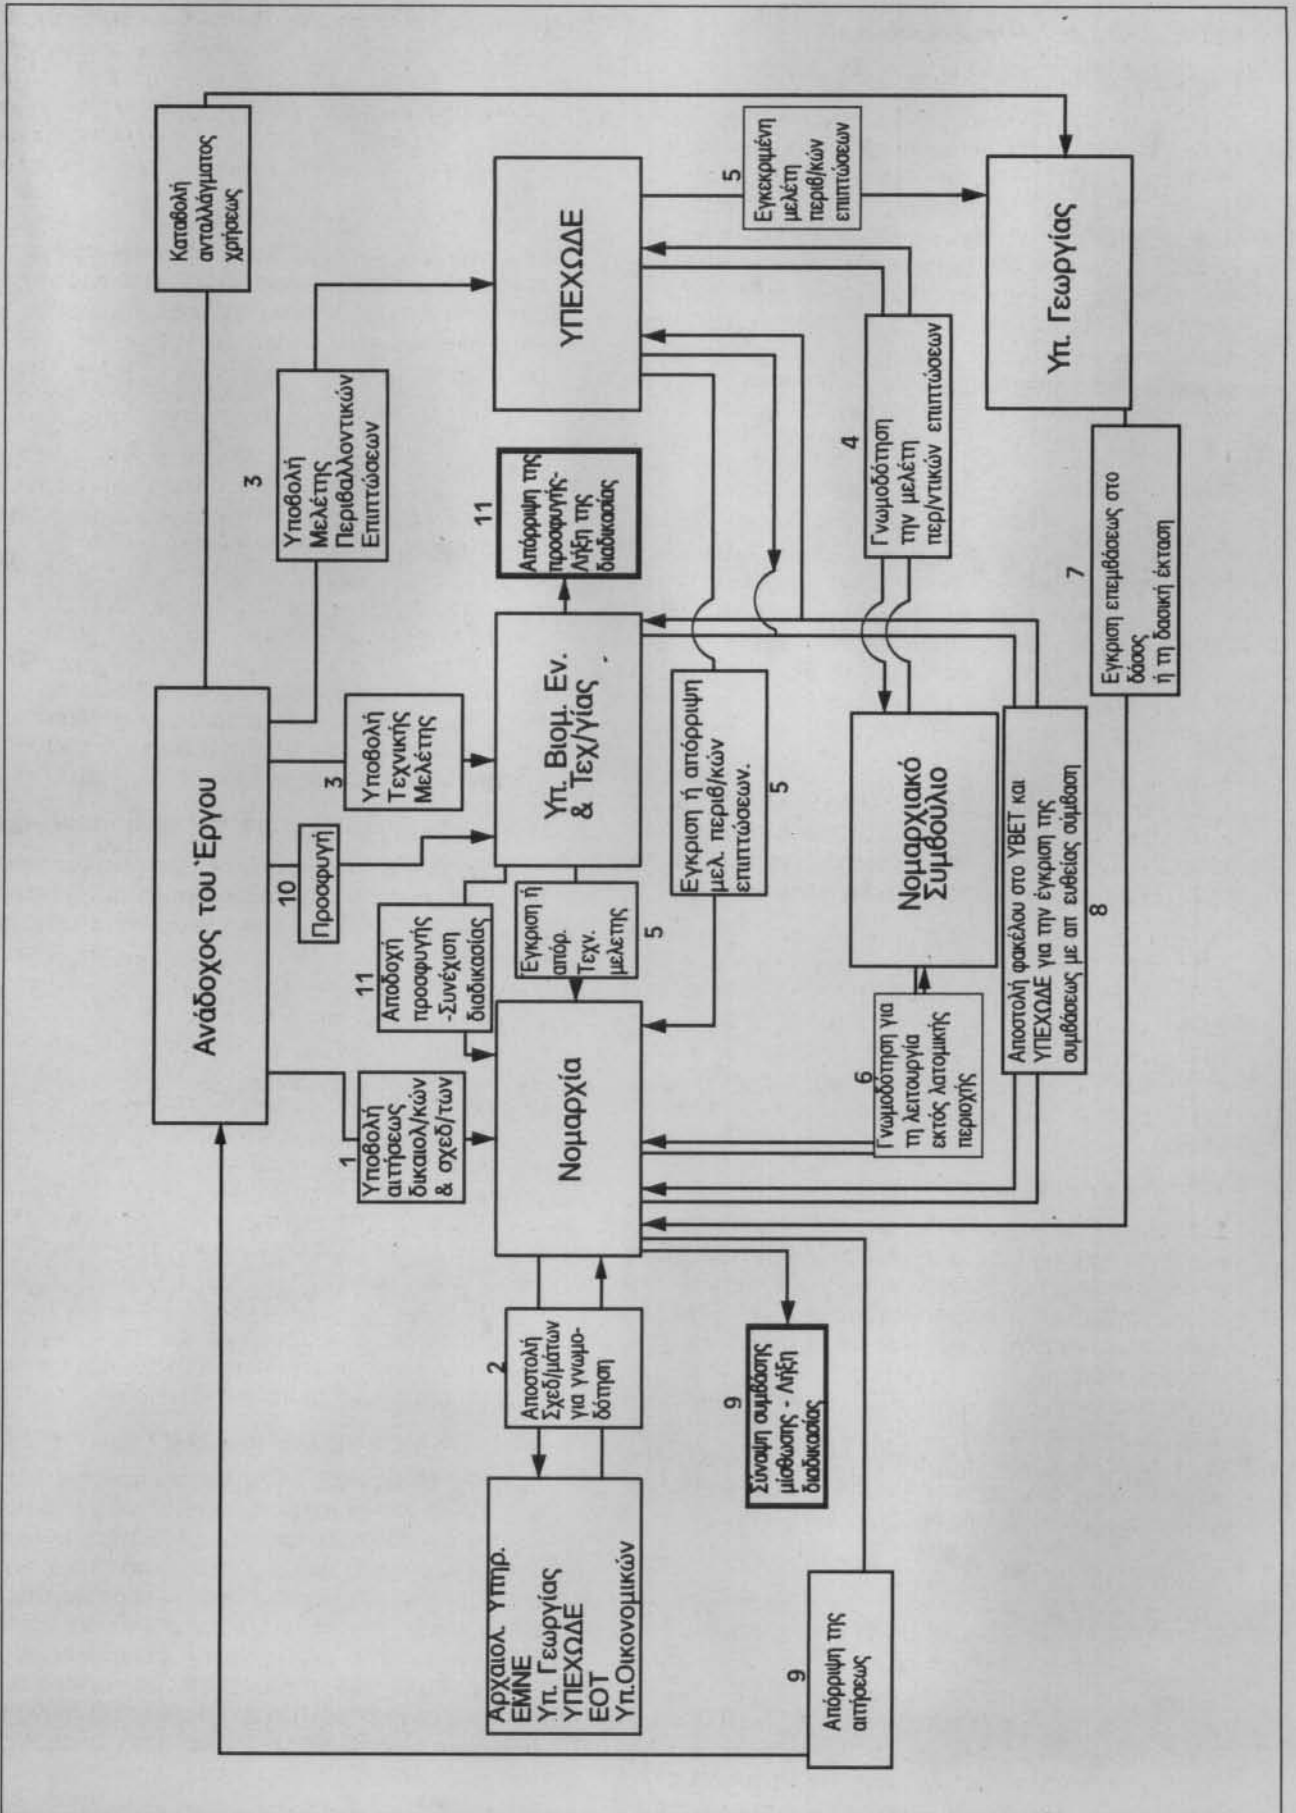 Καταβολή
ανταλλάγματος
χρήσεως
Ανάδοχος του Έργου
3
Υποβολή
Μελέτης
Περιβαλλοντικών
Επιπτώσεων
3
Υποβολή
Τεχνικής
Μελέτης
10
Προσφυγή
11
Αποδοχή
προσφυγής
-Συνέχιση
διαδικασίας
1
Υποβολή
αιτήσεως
δικαιολ/κών
& σχεδ/των
Αρχαιολ. Υπηρ.
ΕΜΝΕ
Υπ. Γεωργίας
ΥΠΕΧΩΔΕ
ΕΟΤ
Υπ.Οικονομικών
2
Αποστολή
Σχεδ/μάτων
για γνωμο-
δότηση
Νομαρχία
Έγκριση ή
απόρ.
Τεχν.
μελετης
5
Υπ. Βιομ. Εν.
& Τεχ/γίας
11
Απόρριψη της
προσφυγής-
Λήξη της
διαδικασίας
ΥΠΕΧΩΔΕ
5
Εγκεκριμένη
μελέτη
περιβ/κών
επιπτώσεων
Έγκριση ή απόρριψη
μελ. περιβ/κών
επιπτώσεων.
5
4
Γνωμοδότηση
την μελέτη
περ/ντικών επιπτώσεων
9
Σύναψη συμβάσης
μίσθωσης - Λήξη
διαδικασίας
6
Γνωμοδότηση για
τη λειτουργία
εκτός λατομικής
περιοχής
Νομαρχιακό
Συμβούλιο
Υπ. Γεωργίας
9
Απόρριψη της
αιτήσεως
Αποστολή φακέλου στο ΥΒΕΤ και
ΥΠΕΧΩΔΕ για την έγκριση της
συμβάσεως με απ ευθείας σύμβαση
8
7
Έγκριση επεμβάσεως στο
δάσος
ή τη δασική έκταση